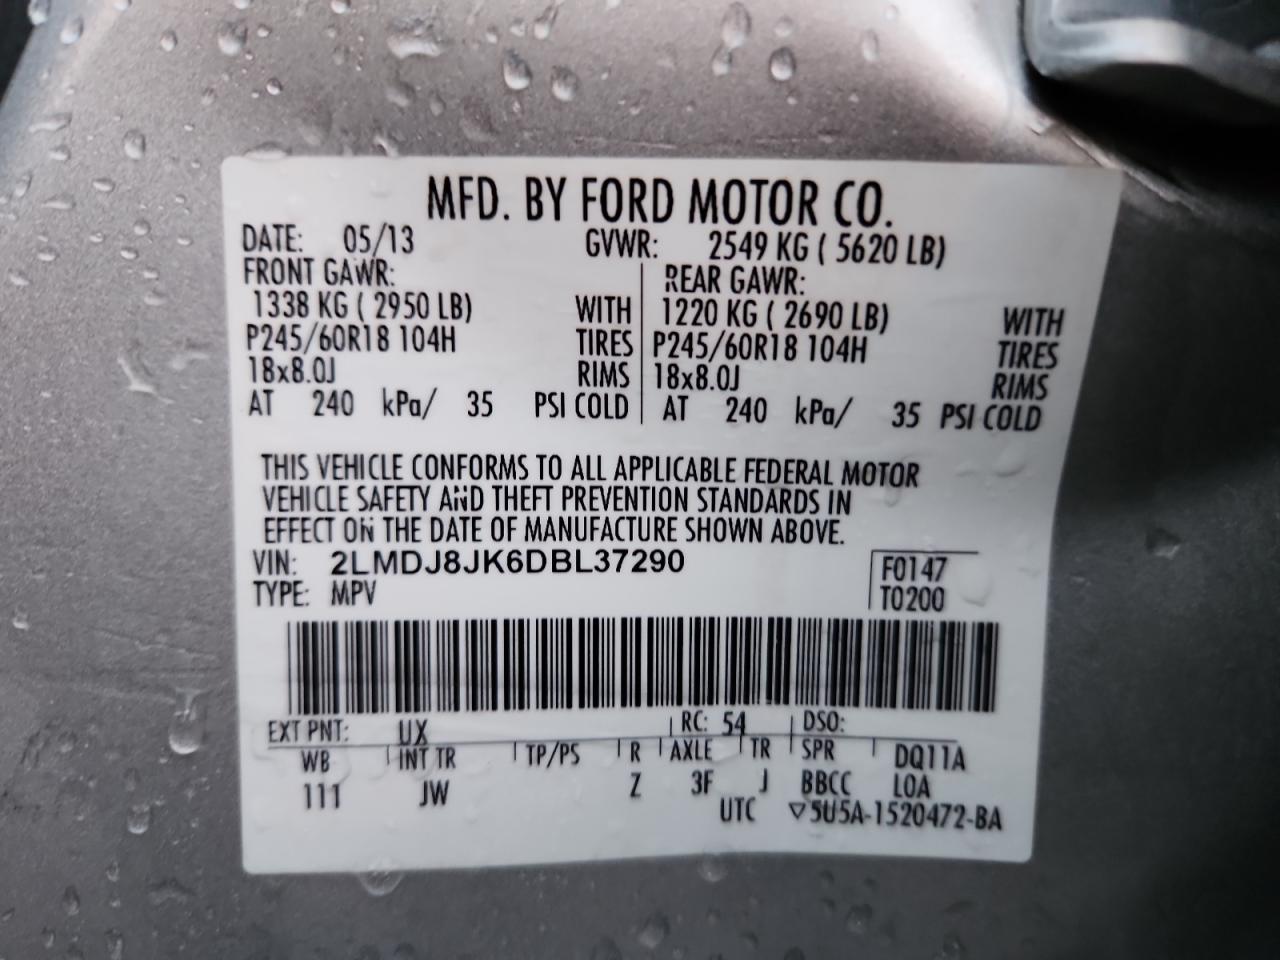 MFD. BY FORD MOTOR CO.
DATE: 05/13 GVWR: 2549 KG ( 5620 LB)
FRONT GAWR: REAR GAWR:
1338 KG ( 2950 LB) WITH 1220 KG ( 2690 LB) WITH
P245/60R18 104H TIRES P245/60R18 104H TIRES
18x8.0J RIMS 18x8.0J RIMS
AT 240 kPa/ 35 PSI COLD AT 240 kPa/ 35 PSI COLD
THIS VEHICLE CONFORMS TO ALL APPLICABLE FEDERAL MOTOR
VEHICLE SAFETY AND THEFT PREVENTION STANDARDS IN
EFFECT ON THE DATE OF MANUFACTURE SHOWN ABOVE.
VIN: 2LMDJ8JK6DBL37290 F0147
TYPE: MPV T0200
EXT PNT: UX RC: 54 DSO:
WB INT TR TP/PS R AXLE TR SPR DQ11A
111 JW Z 3F J BBCC LOA
UTC ▽5U5A-1520472-BA